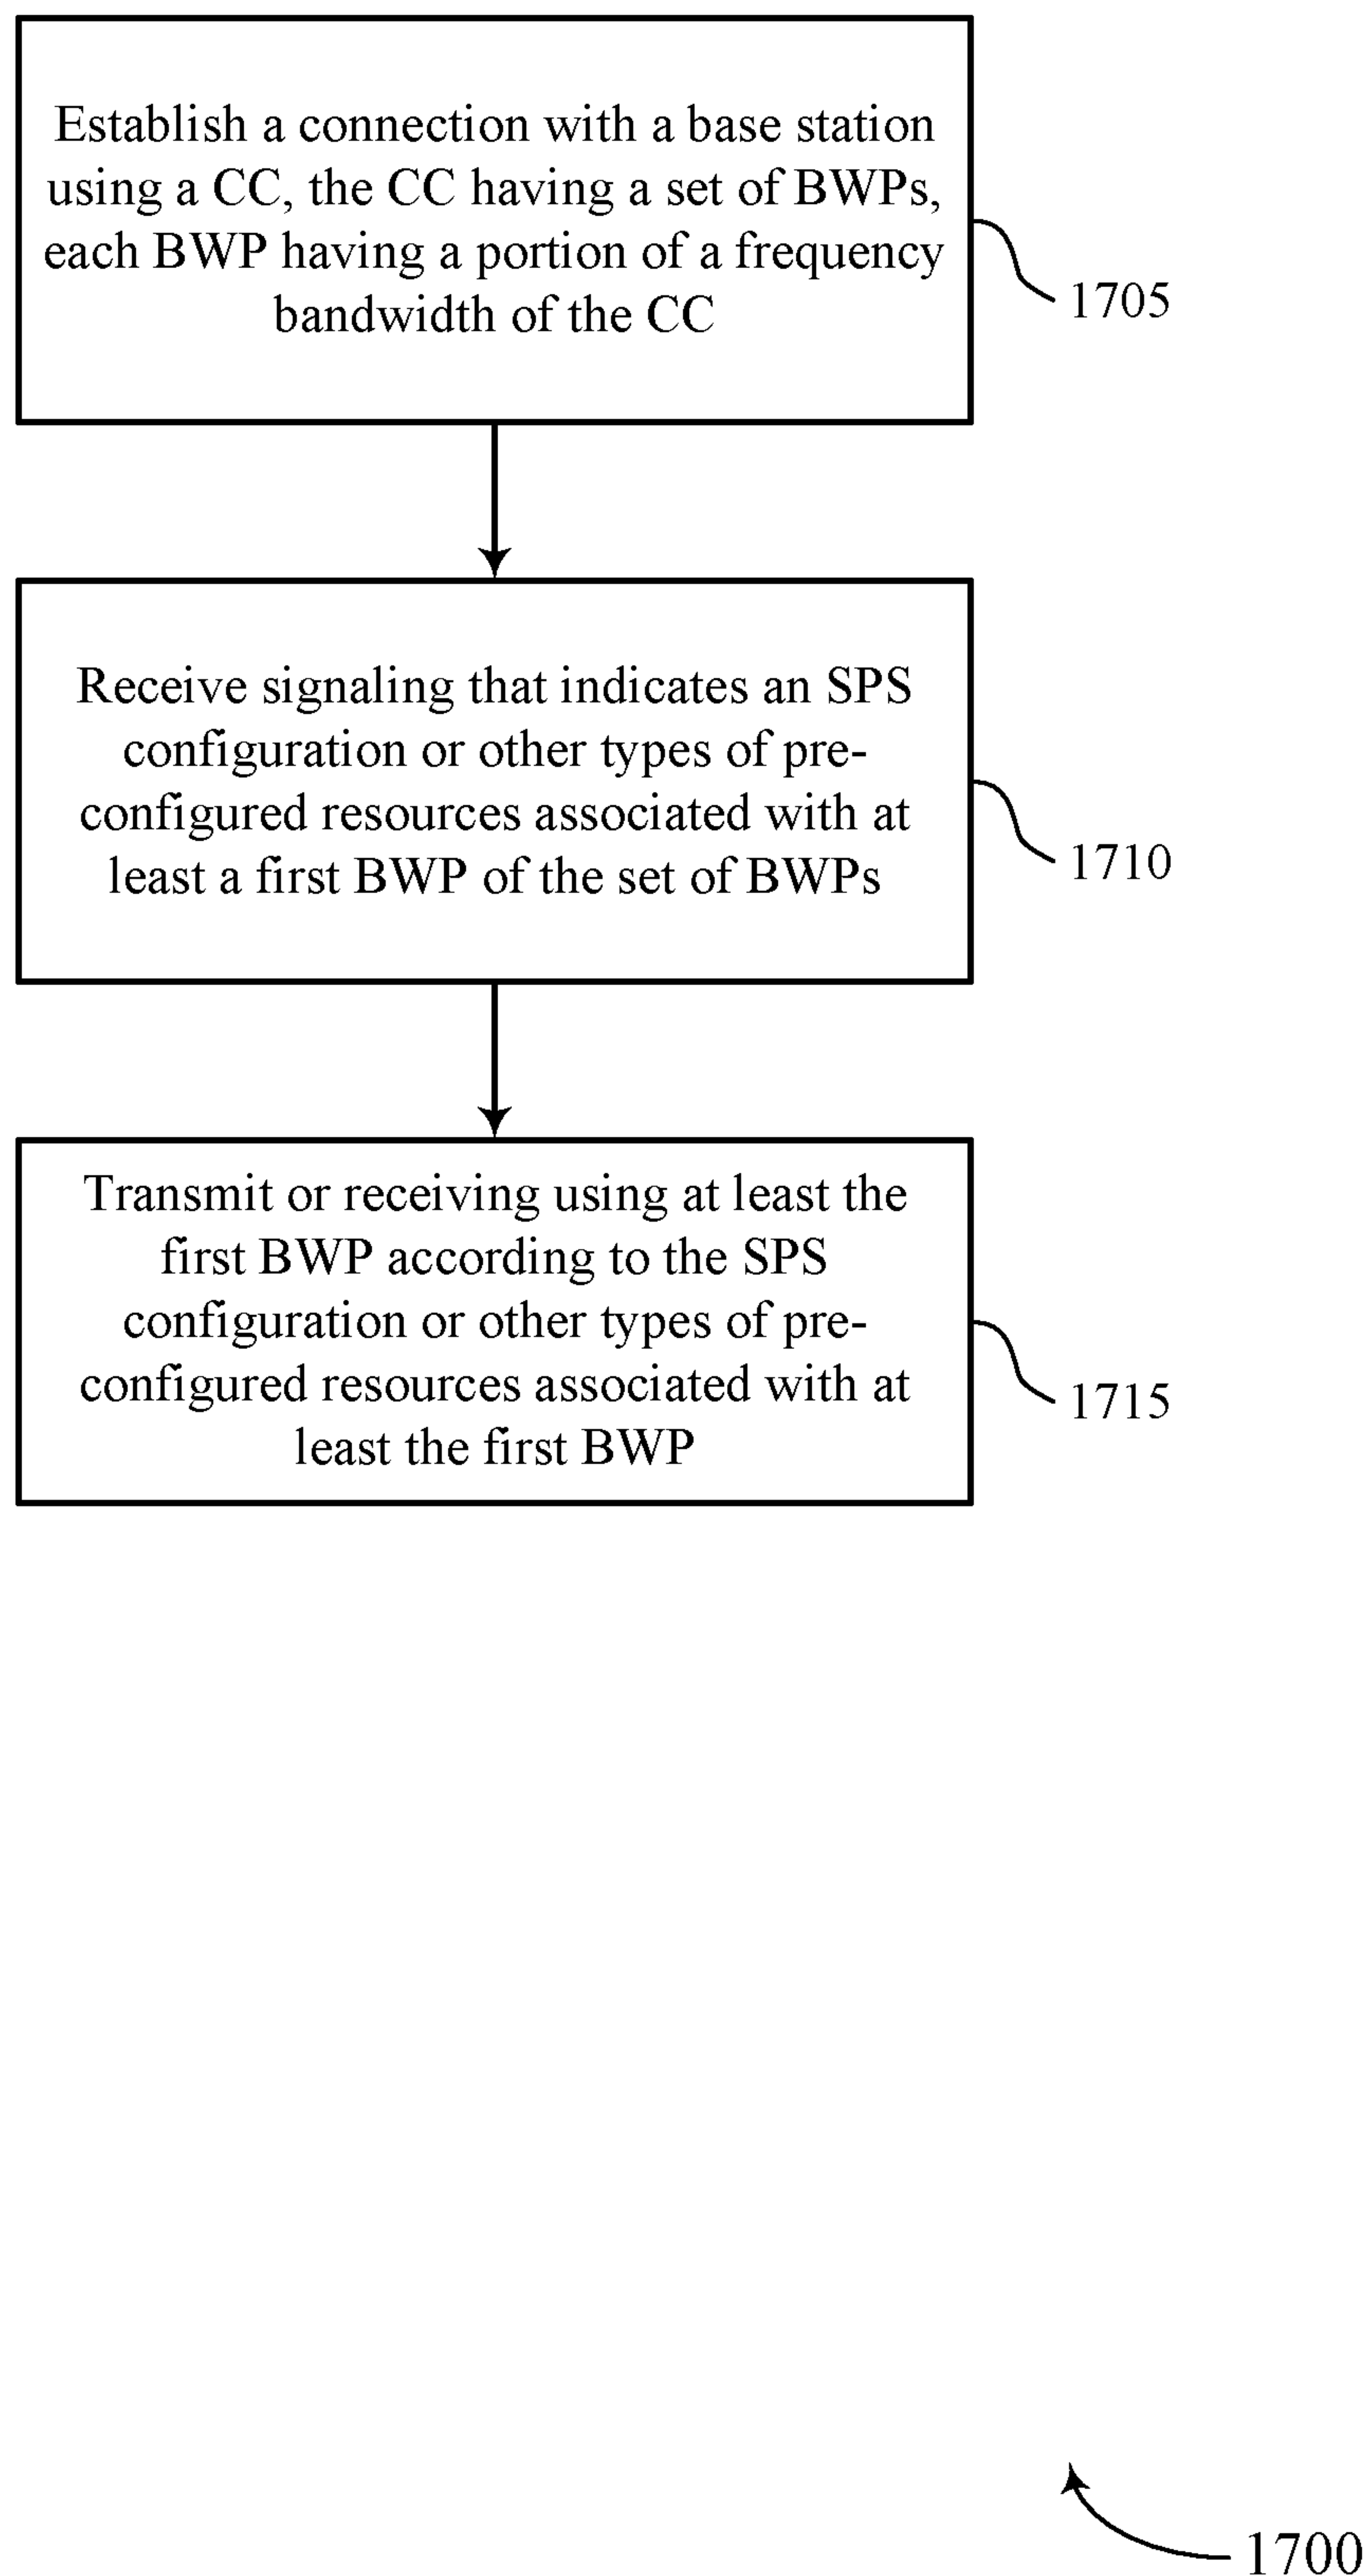 Establish a connection with a base station
using a CC, the CC having a set of BWPs,
each BWP having a portion of a frequency
bandwidth of the CC
1705
Receive signaling that indicates an SPS
configuration or other types of pre-
configured resources associated with at
least a first BWP of the set of BWPs
1710
Transmit or receiving using at least the
first BWP according to the SPS
configuration or other types of pre-
configured resources associated with at
least the first BWP
1715
1700